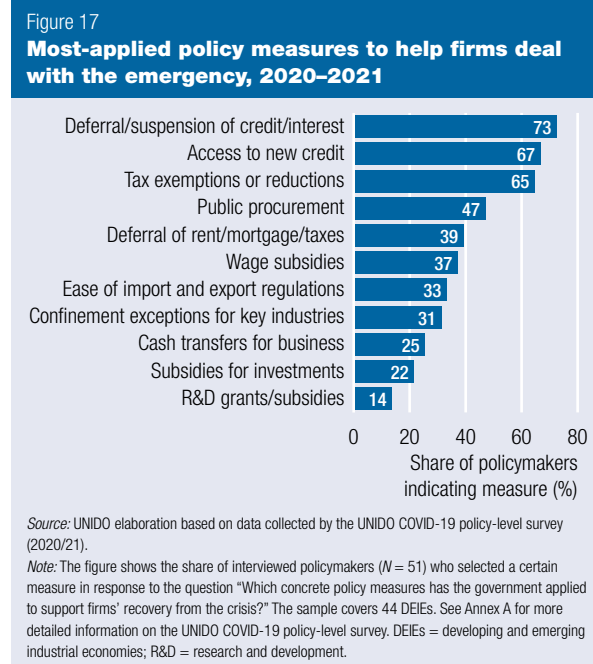 Figure 17
Most-applied policy measures to help firms deal
with the emergency, 2020–2021
Deferral/suspension of credit/interest 73
Access to new credit 67
Tax exemptions or reductions 65
Public procurement 47
Deferral of rent/mortgage/taxes 39
Wage subsidies 37
Ease of import and export regulations 33
Confinement exceptions for key industries 31
Cash transfers for business 25
Subsidies for investments 22
R&D grants/subsidies 14
0 20 40 60 80
Share of policymakers
indicating measure (%)
Source: UNIDO elaboration based on data collected by the UNIDO COVID-19 policy-level survey
(2020/21).
Note: The figure shows the share of interviewed policymakers (N = 51) who selected a certain
measure in response to the question “Which concrete policy measures has the government applied
to support firms’ recovery from the crisis?” The sample covers 44 DEIEs. See Annex A for more
detailed information on the UNIDO COVID-19 policy-level survey. DEIEs = developing and emerging
industrial economies; R&D = research and development.